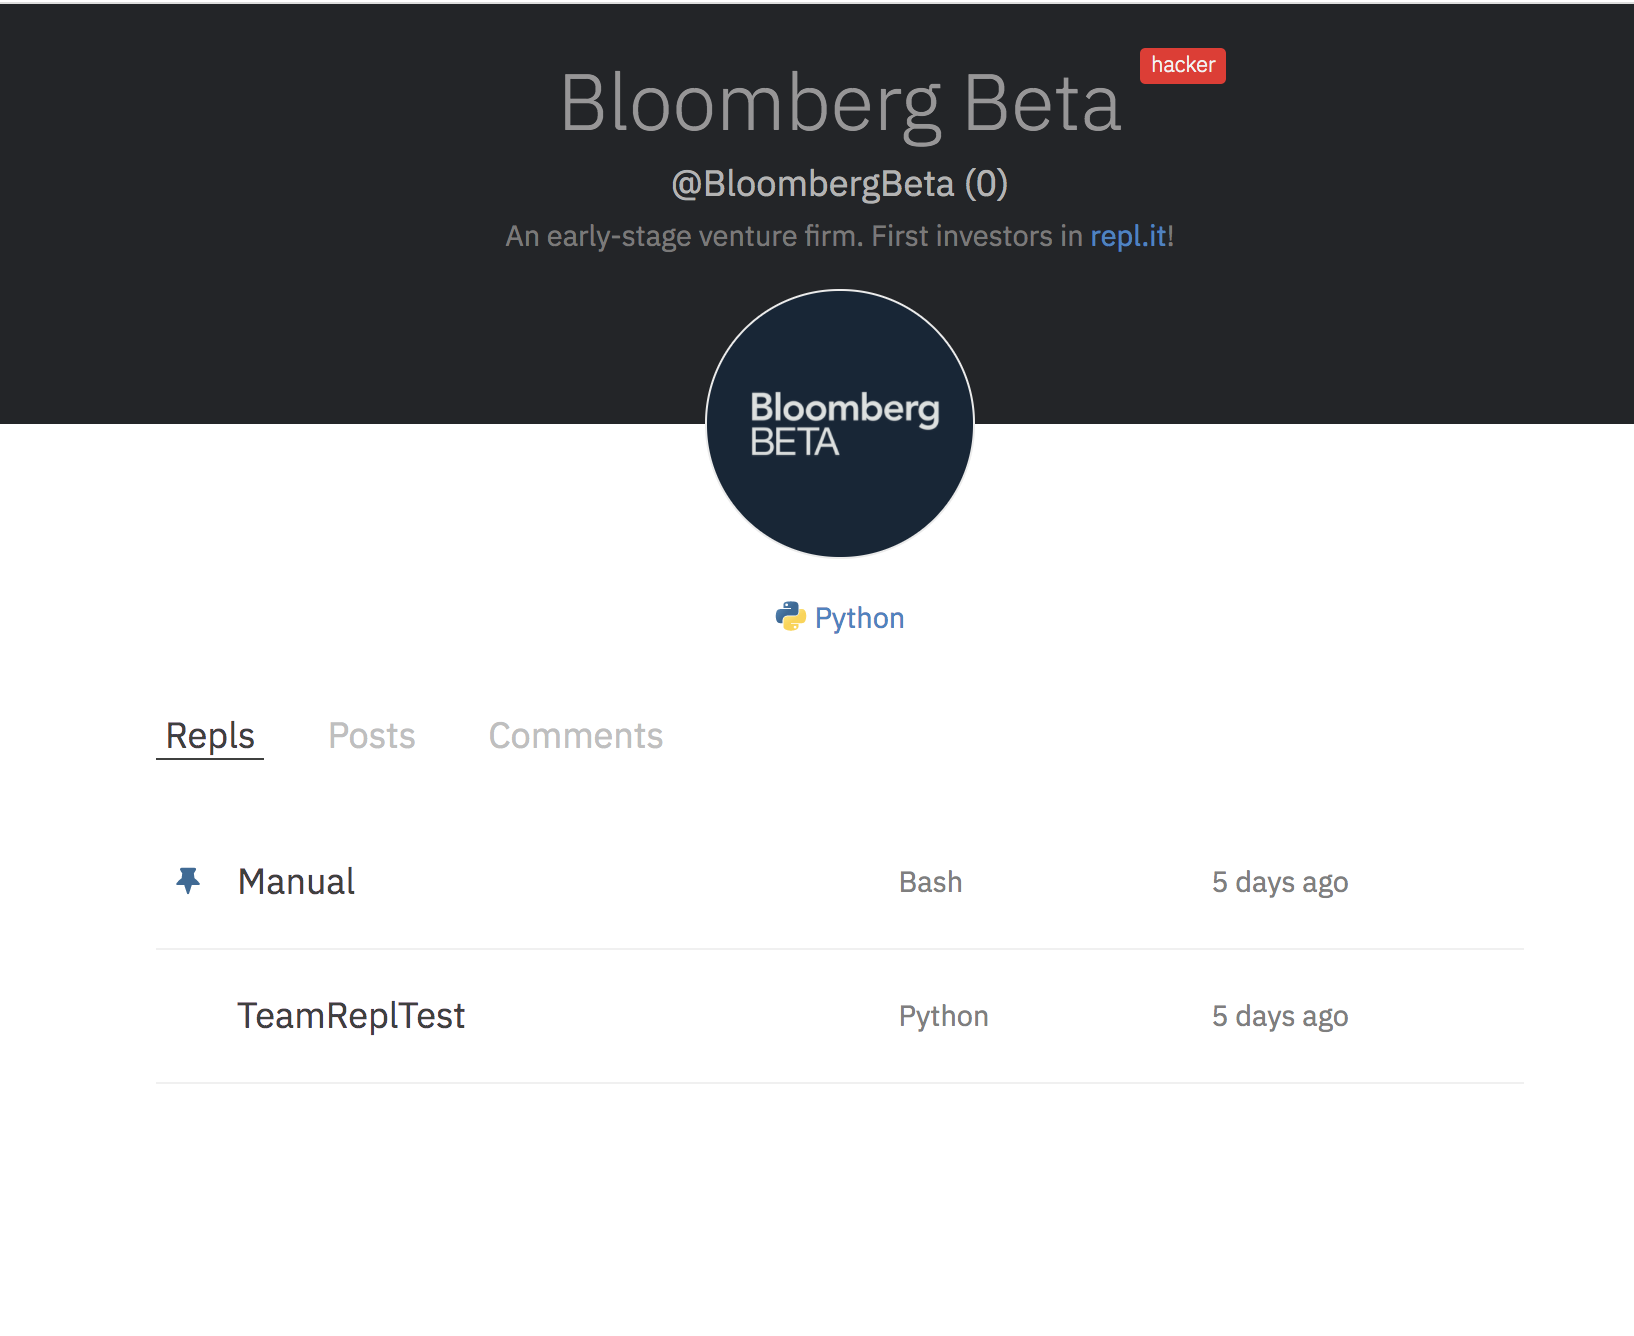 hacker
Bloomberg Beta
@BloombergBeta (0)
An early-stage venture firm. First investors in repl.it!
Bloomberg
BETA
Python
Repls Posts Comments
Manual Bash 5 days ago
TeamReplTest Python 5 days ago